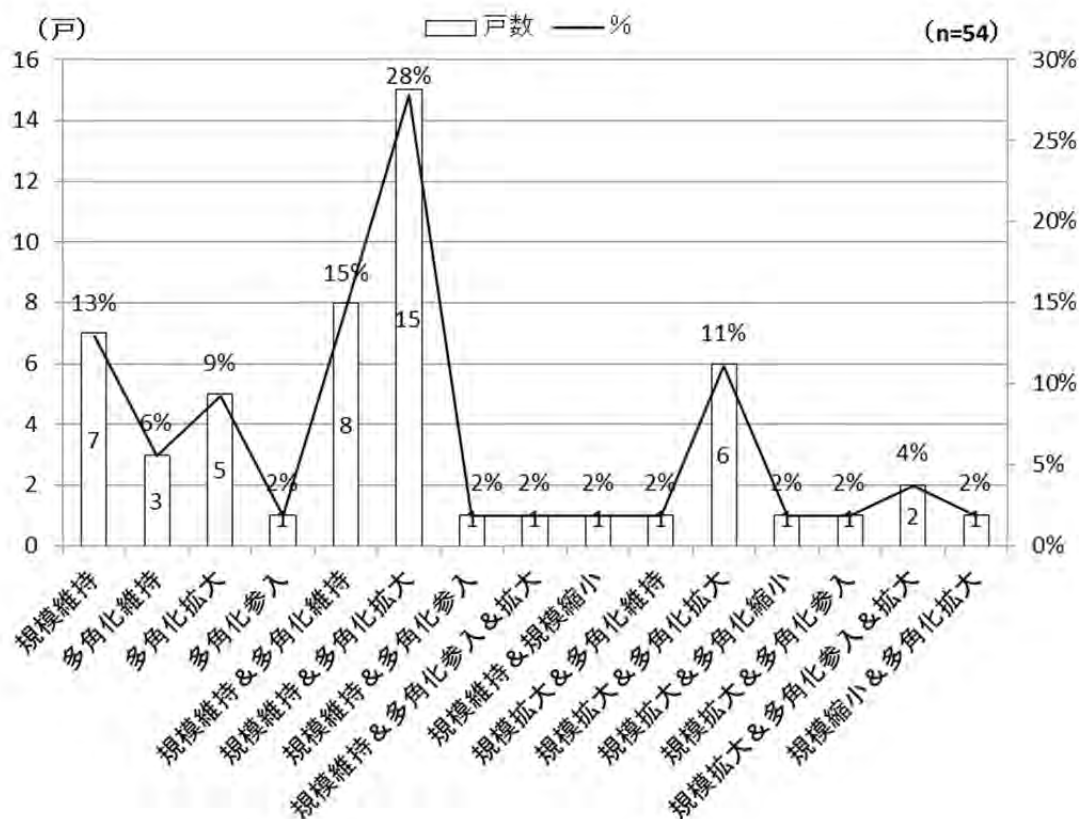 （戸）
戸数
％
（n=54）
16
14
12
10
8
6
4
2
0
30%
25%
20%
15%
10%
5%
0%
13%
6%
9%
2%
15%
28%
2%
2%
2%
2%
11%
2%
2%
4%
2%
7
3
5
1
8
15
1
1
1
1
6
1
1
2
1
規模維持
多角化維持
多角化拡大
多角化参入
規模維持＆多角化維持
規模維持＆多角化拡大
規模維持＆多角化参入
規模維持＆多角化参入＆拡大
規模維持＆規模縮小
規模拡大＆多角化維持
規模拡大＆多角化拡大
規模拡大＆多角化縮小
規模拡大＆多角化参入
規模拡大＆多角化参入＆拡大
規模縮小＆多角化拡大